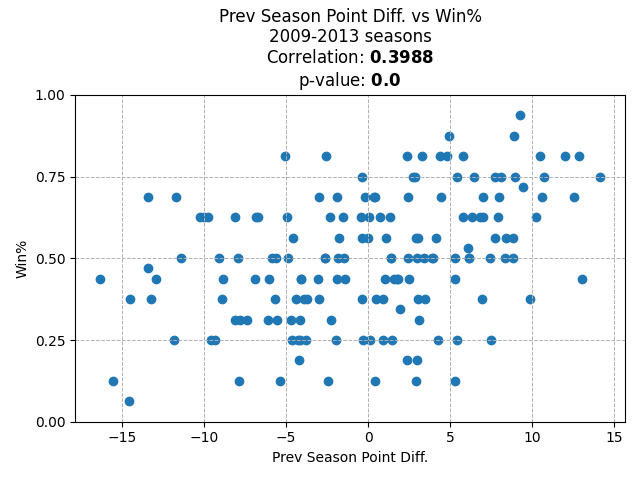 Prev Season Point Diff. vs Win%
2009-2013 seasons
Correlation: 0.3988
p-value: 0.0
1.00
0.75
0.50
0.25
0.00
Win%
−15
−10
−5
0
5
10
15
Prev Season Point Diff.